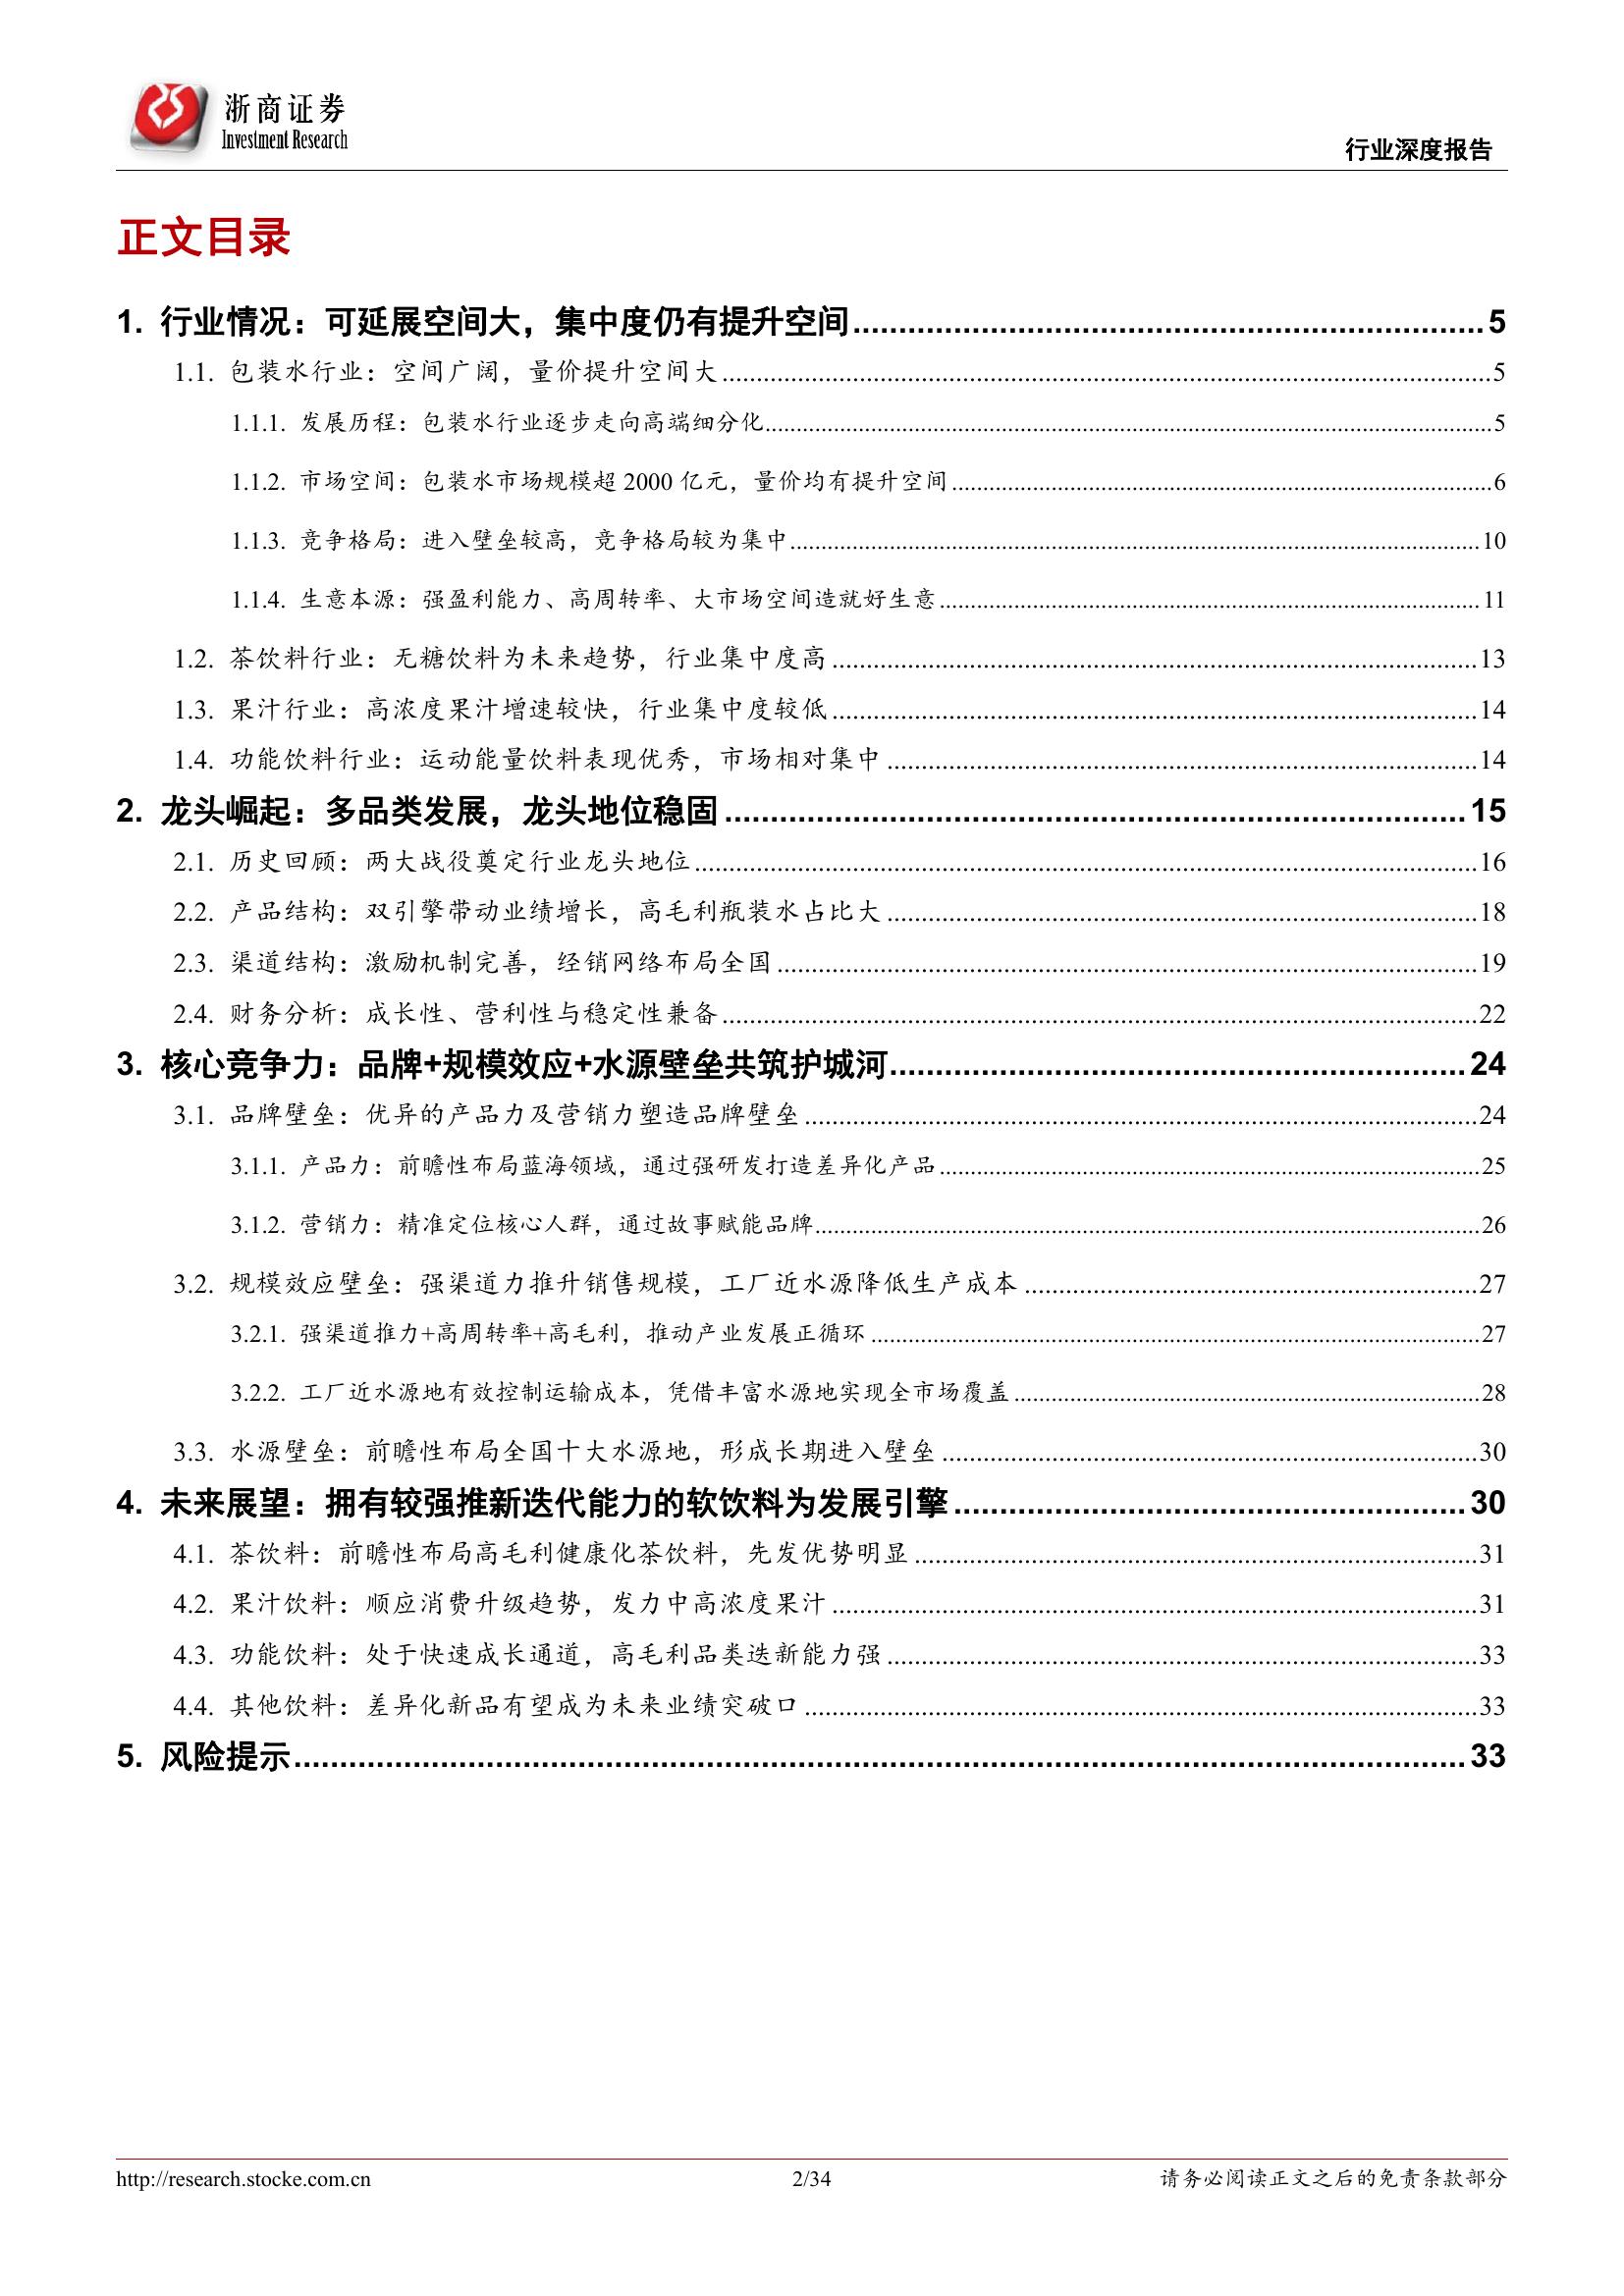 浙商证券
Investment Research
行业深度报告
正文目录
1. 行业情况：可延展空间大，集中度仍有提升空间 5
1.1. 包装水行业：空间广阔，量价提升空间大 5
1.1.1. 发展历程：包装水行业逐步走向高端细分化 5
1.1.2. 市场空间：包装水市场规模超 2000 亿元，量价均有提升空间 6
1.1.3. 竞争格局：进入壁垒较高，竞争格局较为集中 10
1.1.4. 生意本源：强盈利能力、高周转率、大市场空间造就好生意 11
1.2. 茶饮料行业：无糖饮料为未来趋势，行业集中度高 13
1.3. 果汁行业：高浓度果汁增速较快，行业集中度较低 14
1.4. 功能饮料行业：运动能量饮料表现优秀，市场相对集中 14
2. 龙头崛起：多品类发展，龙头地位稳固 15
2.1. 历史回顾：两大战役奠定行业龙头地位 16
2.2. 产品结构：双引擎带动业绩增长，高毛利瓶装水占比大 18
2.3. 渠道结构：激励机制完善，经销网络布局全国 19
2.4. 财务分析：成长性、营利性与稳定性兼备 22
3. 核心竞争力：品牌+规模效应+水源壁垒共筑护城河 24
3.1. 品牌壁垒：优异的产品力及营销力塑造品牌壁垒 24
3.1.1. 产品力：前瞻性布局蓝海领域，通过强研发打造差异化产品 25
3.1.2. 营销力：精准定位核心人群，通过故事赋能品牌 26
3.2. 规模效应壁垒：强渠道力推升销售规模，工厂近水源降低生产成本 27
3.2.1. 强渠道推力+高周转率+高毛利，推动产业发展正循环 27
3.2.2. 工厂近水源地有效控制运输成本，凭借丰富水源地实现全市场覆盖 28
3.3. 水源壁垒：前瞻性布局全国十大水源地，形成长期进入壁垒 30
4. 未来展望：拥有较强推新迭代能力的软饮料为发展引擎 30
4.1. 茶饮料：前瞻性布局高毛利健康化茶饮料，先发优势明显 31
4.2. 果汁饮料：顺应消费升级趋势，发力中高浓度果汁 31
4.3. 功能饮料：处于快速成长通道，高毛利品类迭新能力强 33
4.4. 其他饮料：差异化新品有望成为未来业绩突破口 33
5. 风险提示 33
http://research.stocke.com.cn
2/34
请务必阅读正文之后的免责条款部分